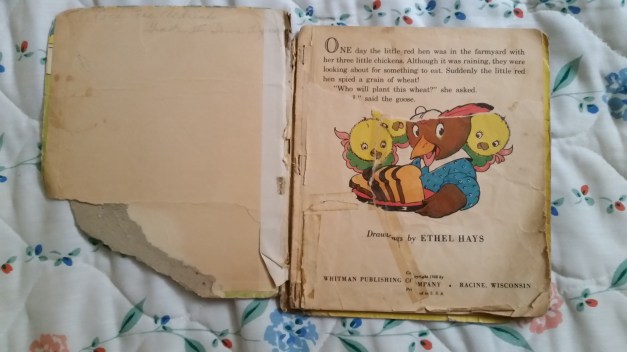 ONE day the little red hen was in the farmyard with
her three little chickens. Although it was raining, they were
looking about for something to eat. Suddenly the little red
hen spied a grain of wheat!
"Who will plant this wheat?" she asked.
said the goose.
by ETHEL HAYS
WHITMAN PUBLISHING • RACINE, WISCONSIN
in U. S. A.